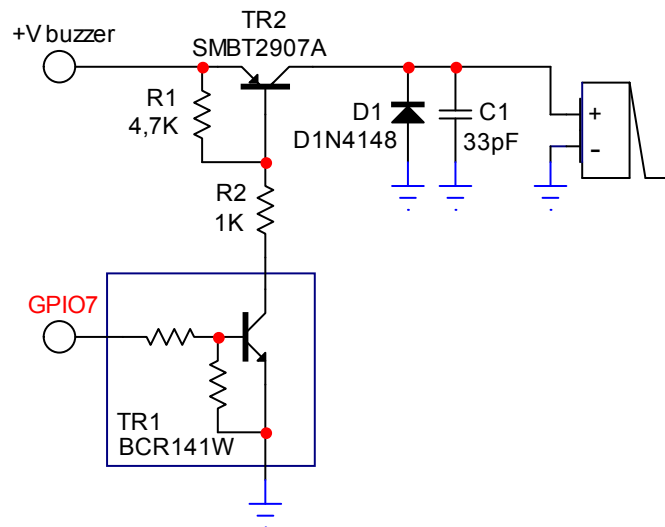 +V buzzer
TR2
SMBT2907A
R1
4,7K
D1
D1N4148
C1
33pF
+
-
R2
1K
GPIO7
TR1
BCR141W